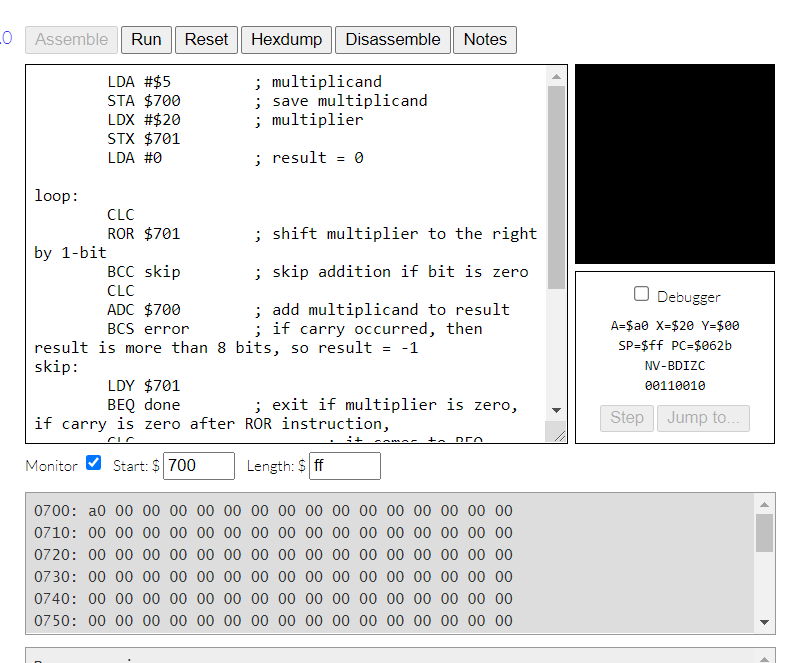 .0 Assemble Run Reset Hexdump Disassemble Notes
LDA #$5 ; multiplicand
STA $700 ; save multiplicand
LDX #$20 ; multiplier
STX $701
LDA #0 ; result = 0
loop:
CLC
ROR $701 ; shift multiplier to the right
by 1-bit
BCC skip ; skip addition if bit is zero
CLC
ADC $700 ; add multiplicand to result
BCS error ; if carry occurred, then
result is more than 8 bits, so result = -1
skip:
LDY $701
BEQ done ; exit if multiplier is zero,
if carry is zero after ROR instruction,
CLC ; it comes to BEQ
Debugger
A=$a0 X=$20 Y=$00
SP=$ff PC=$062b
NV-BDIZC
00110010
Step Jump to...
Monitor Start: $ 700 Length: $ ff
0700: a0 00 00 00 00 00 00 00 00 00 00 00 00 00 00 00
0710: 00 00 00 00 00 00 00 00 00 00 00 00 00 00 00 00
0720: 00 00 00 00 00 00 00 00 00 00 00 00 00 00 00 00
0730: 00 00 00 00 00 00 00 00 00 00 00 00 00 00 00 00
0740: 00 00 00 00 00 00 00 00 00 00 00 00 00 00 00 00
0750: 00 00 00 00 00 00 00 00 00 00 00 00 00 00 00 00